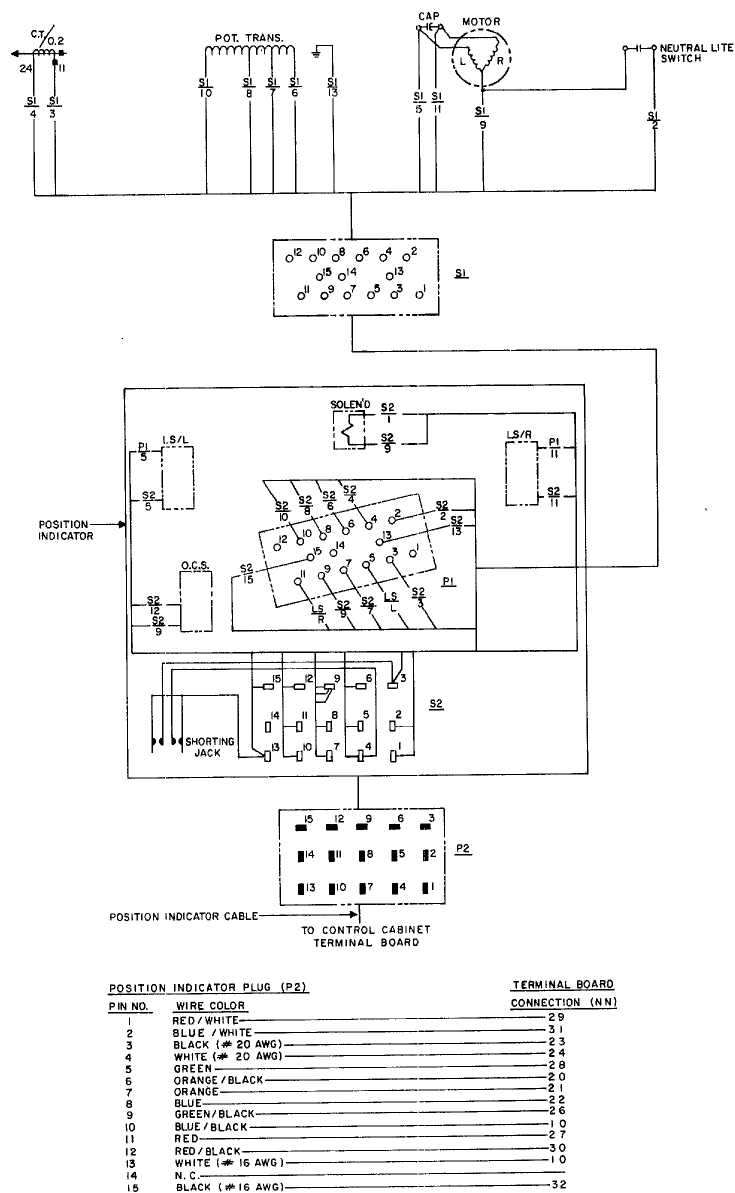 C.T. 0.2
24 11
S1 4
S1 3
POT. TRANS.
S1 10
S1 8
S1 7
S1 6
S1 13
CAP
MOTOR
L R
S1 15
S1 11
S1 9
NEUTRAL LITE
SWITCH
S1 2
12 10 8 6 4 2
15 14 13
11 9 7 5 3 1
S1
SOLEN'D
S2 1
S2 9
LS/L
P1 5
S2 5
LS/R
P1 11
S2 11
POSITION
INDICATOR
S2 10
S2 8
S2 6
S2 4
S2 2
S2 13
12 10 8 6 4 2
15 14 13
11 9 7 5 3 1
S2 15
LS R
S2 9
S2 7
LS L
S2 3
P1
O.C.S.
S2 12
S2 9
15 12 9 6 3
14 11 8 5 2
13 10 7 4 1
S2
SHORTING
JACK
15 12 9 6 3
14 11 8 5 2
13 10 7 4 1
P2
POSITION INDICATOR CABLE
TO CONTROL CABINET
TERMINAL BOARD
POSITION INDICATOR PLUG (P2) TERMINAL BOARD
PIN NO. WIRE COLOR CONNECTION (NN)
1 RED/WHITE 29
2 BLUE/WHITE 31
3 BLACK (# 20 AWG) 23
4 WHITE (# 20 AWG) 24
5 GREEN 28
6 ORANGE/BLACK 20
7 ORANGE 21
8 BLUE 22
9 GREEN/BLACK 26
10 BLUE/BLACK 10
11 RED 27
12 RED/BLACK 30
13 WHITE (# 16 AWG) 10
14 N.C.
15 BLACK (# 16 AWG) 32